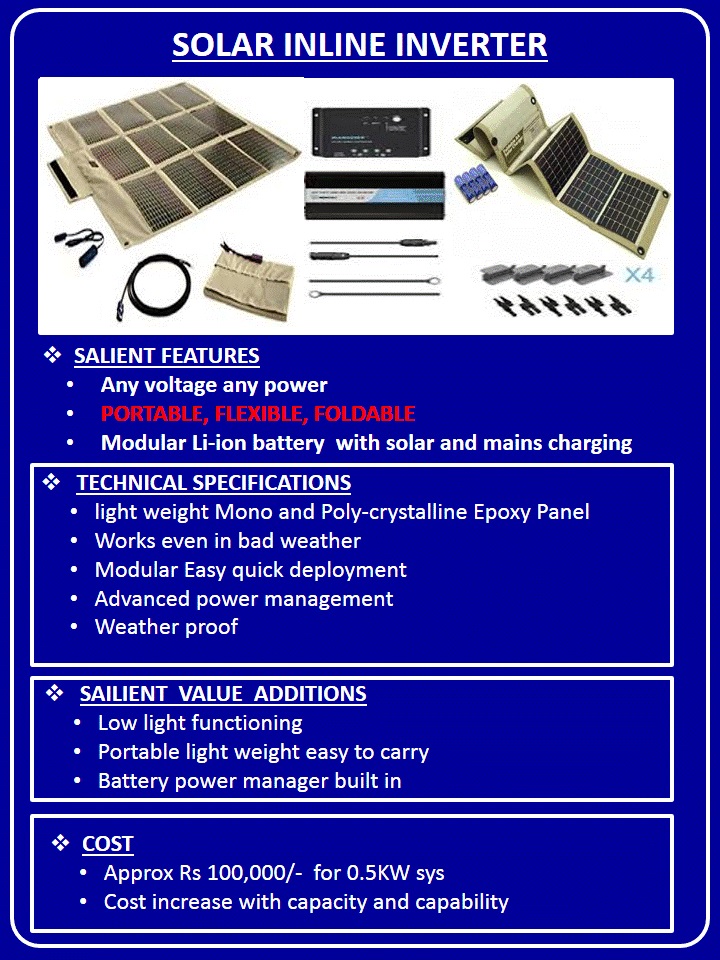 SOLAR INLINE INVERTER
X4
❖ SALIENT FEATURES
• Any voltage any power
• PORTABLE, FLEXIBLE, FOLDABLE
• Modular Li-ion battery with solar and mains charging
❖ TECHNICAL SPECIFICATIONS
• light weight Mono and Poly-crystalline Epoxy Panel
• Works even in bad weather
• Modular Easy quick deployment
• Advanced power management
• Weather proof
❖ SAILIENT VALUE ADDITIONS
• Low light functioning
• Portable light weight easy to carry
• Battery power manager built in
❖ COST
• Approx Rs 100,000/- for 0.5KW sys
• Cost increase with capacity and capability